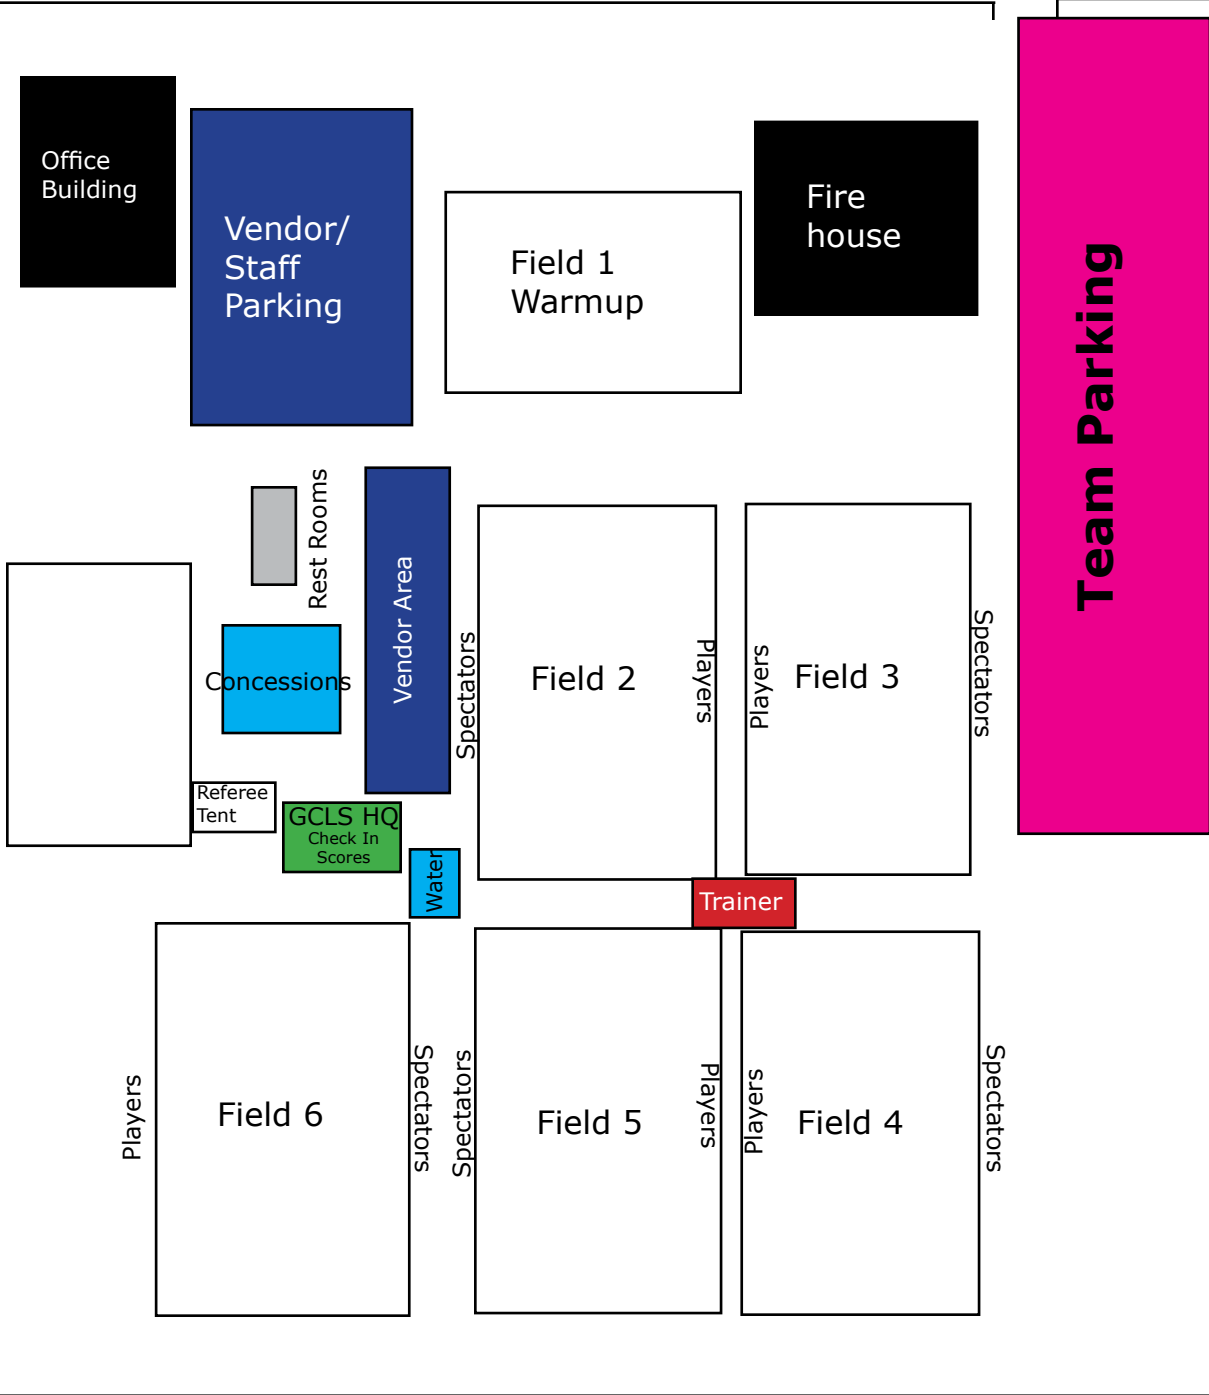 Office
Building
Vendor/
Staff
Parking
Field 1
Warmup
Fire
house
Team Parking
Rest Rooms
Vendor Area
Concessions
Spectators
Field 2
Players
Players
Field 3
Spectators
Referee
Tent
GCLS HQ
Check In
Scores
Water
Trainer
Players
Field 6
Spectators
Spectators
Field 5
Players
Players
Field 4
Spectators